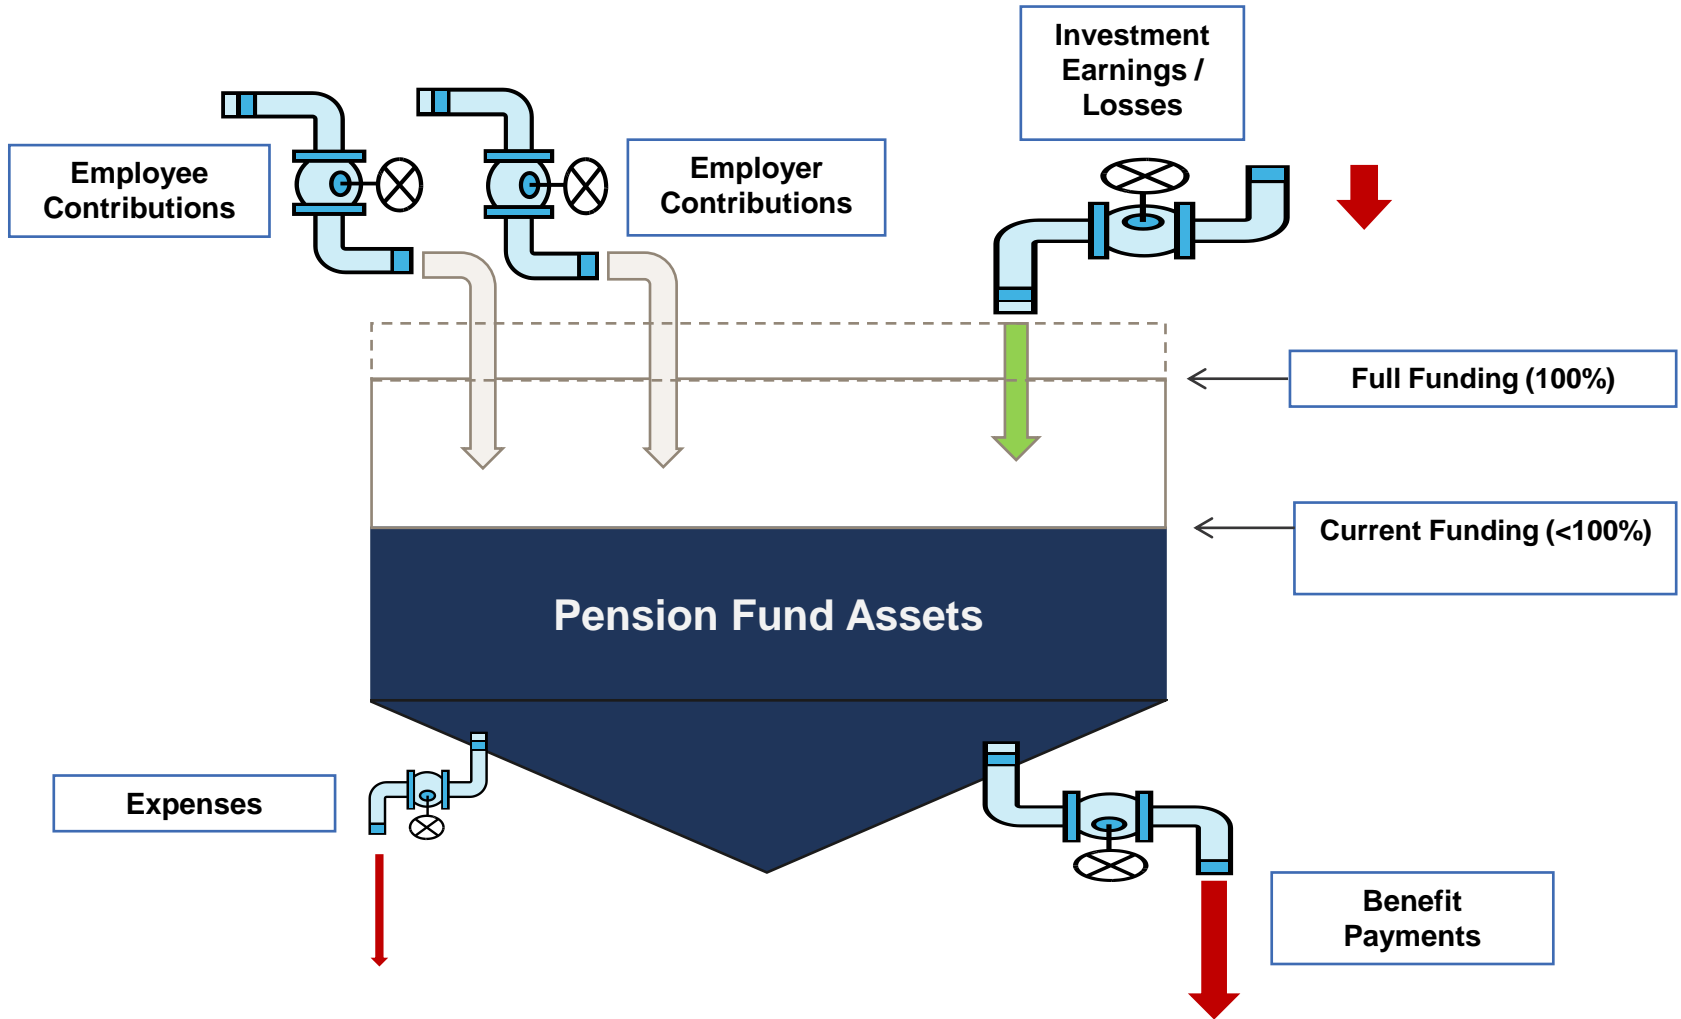 Investment
Earnings /
Losses
Employee
Contributions
Employer
Contributions
Full Funding (100%)
Current Funding (<100%)
Pension Fund Assets
Expenses
Benefit
Payments